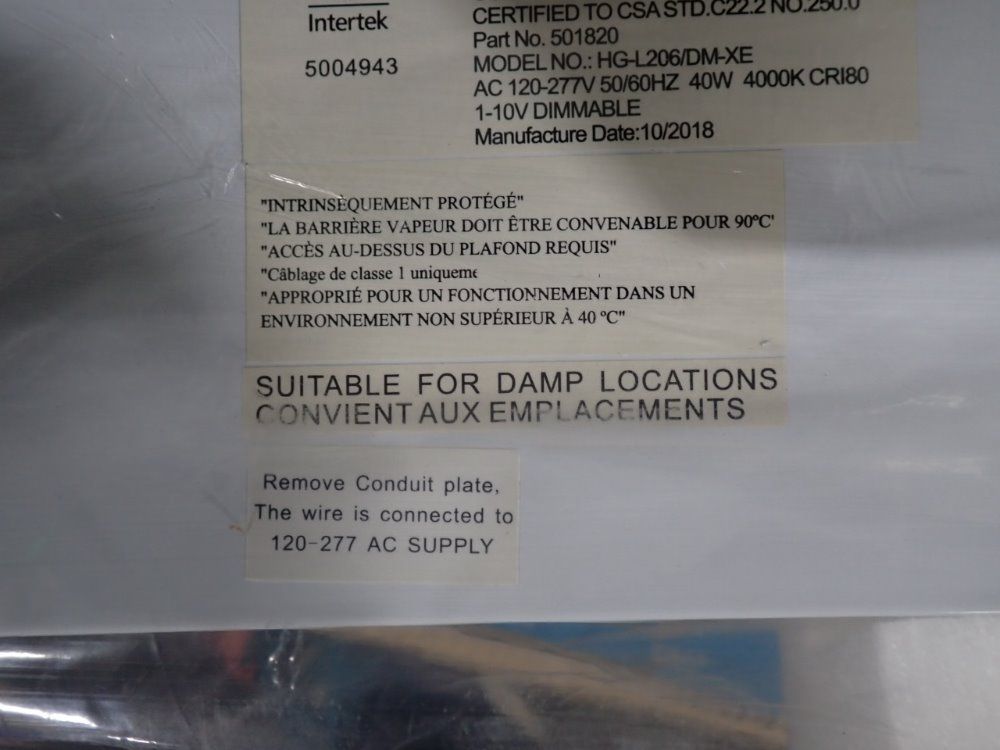 Intertek
5004943
CERTIFIED TO CSA STD.C22.2 NO.250.0
Part No. 501820
MODEL NO.: HG-L206/DM-XE
AC 120-277V 50/60HZ 40W 4000K CRI80
1-10V DIMMABLE
Manufacture Date:10/2018
"INTRINSÈQUEMENT PROTÉGÉ"
"LA BARRIÈRE VAPEUR DOIT ÊTRE CONVENABLE POUR 90ºC'
"ACCÈS AU-DESSUS DU PLAFOND REQUIS"
"Câblage de classe 1 uniqueme
"APPROPRIÉ POUR UN FONCTIONNEMENT DANS UN
ENVIRONNEMENT NON SUPÉRIEUR À 40 ºC"
SUITABLE FOR DAMP LOCATIONS
CONVIENT AUX EMPLACEMENTS
Remove Conduit plate,
The wire is connected to
120-277 AC SUPPLY